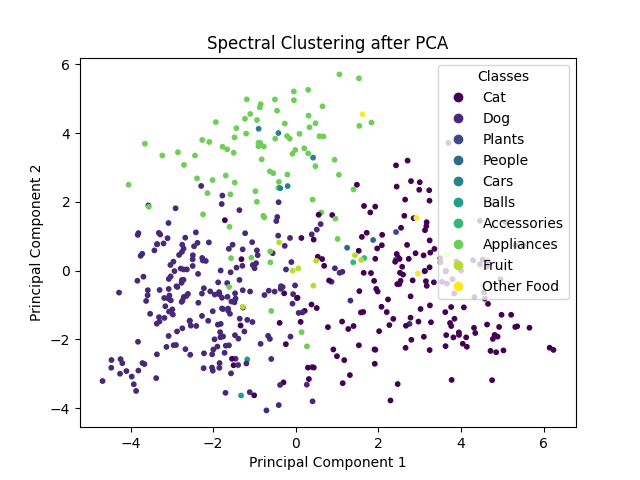 Spectral Clustering after PCA
Classes
Cat
Dog
Plants
People
Cars
Balls
Accessories
Appliances
Fruit
Other Food
6
4
2
0
−2
−4
Principal Component 2
−4
−2
0
2
4
6
Principal Component 1